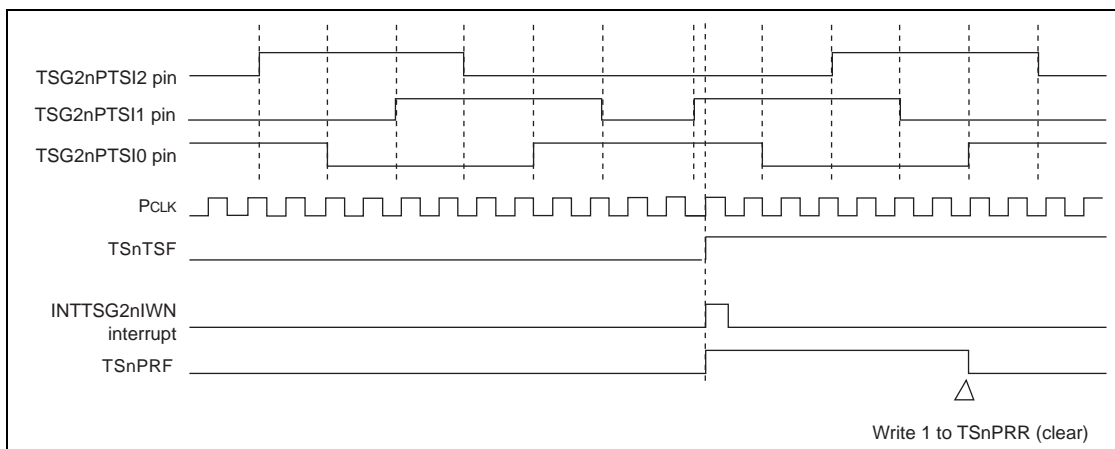 TSG2nPTSI2 pin
TSG2nPTSI1 pin
TSG2nPTSI0 pin
PCLK
TSnTSF
INTTSG2nIWN
interrupt
TSnPRF
Write 1 to TSnPRR (clear)